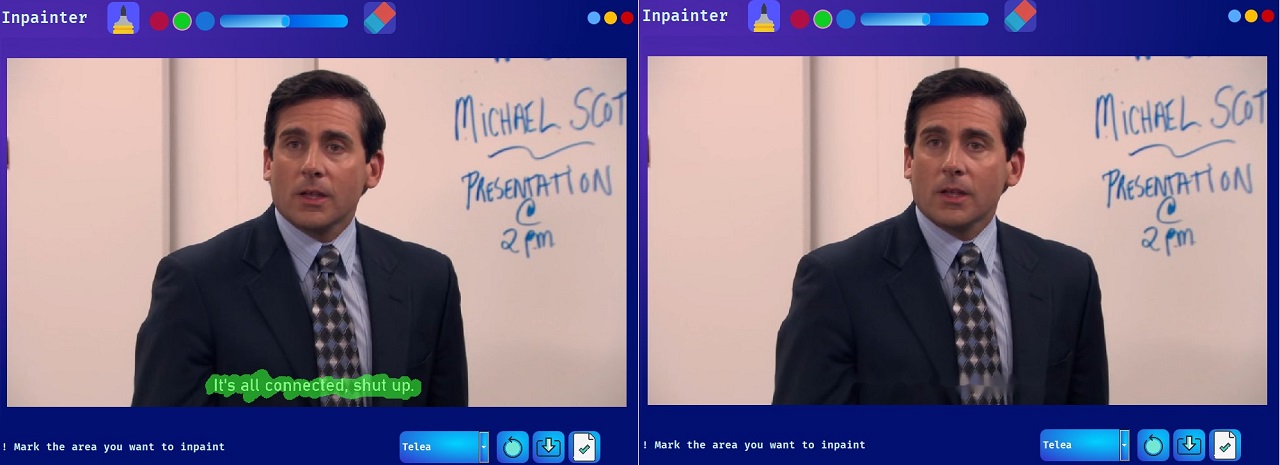 Inpainter
MICHAEL SCOT
PRESENTATION
@
2 pm
It's all connected, shut up.
! Mark the area you want to inpaint
Telea
Inpainter
MICHAEL SCOT
PRESENTATION
@
2 pm
! Mark the area you want to inpaint
Telea